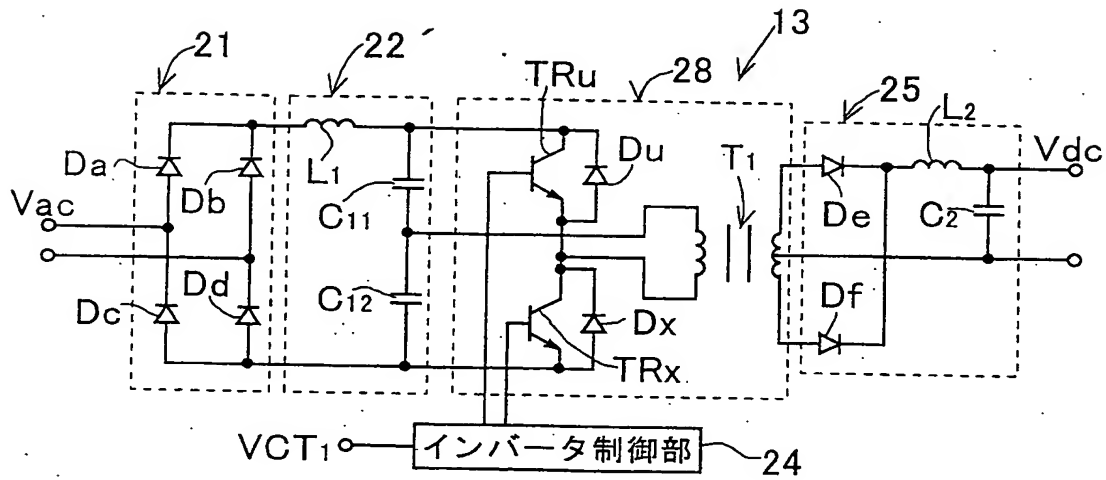 13
21
22
28
25
TRu
L2
Vdc
Da
Db
L1
Du
T1
De
C2
Vac
C11
Dc
Dd
C12
Dx
Df
TRx
VCT1
インバータ制御部
24